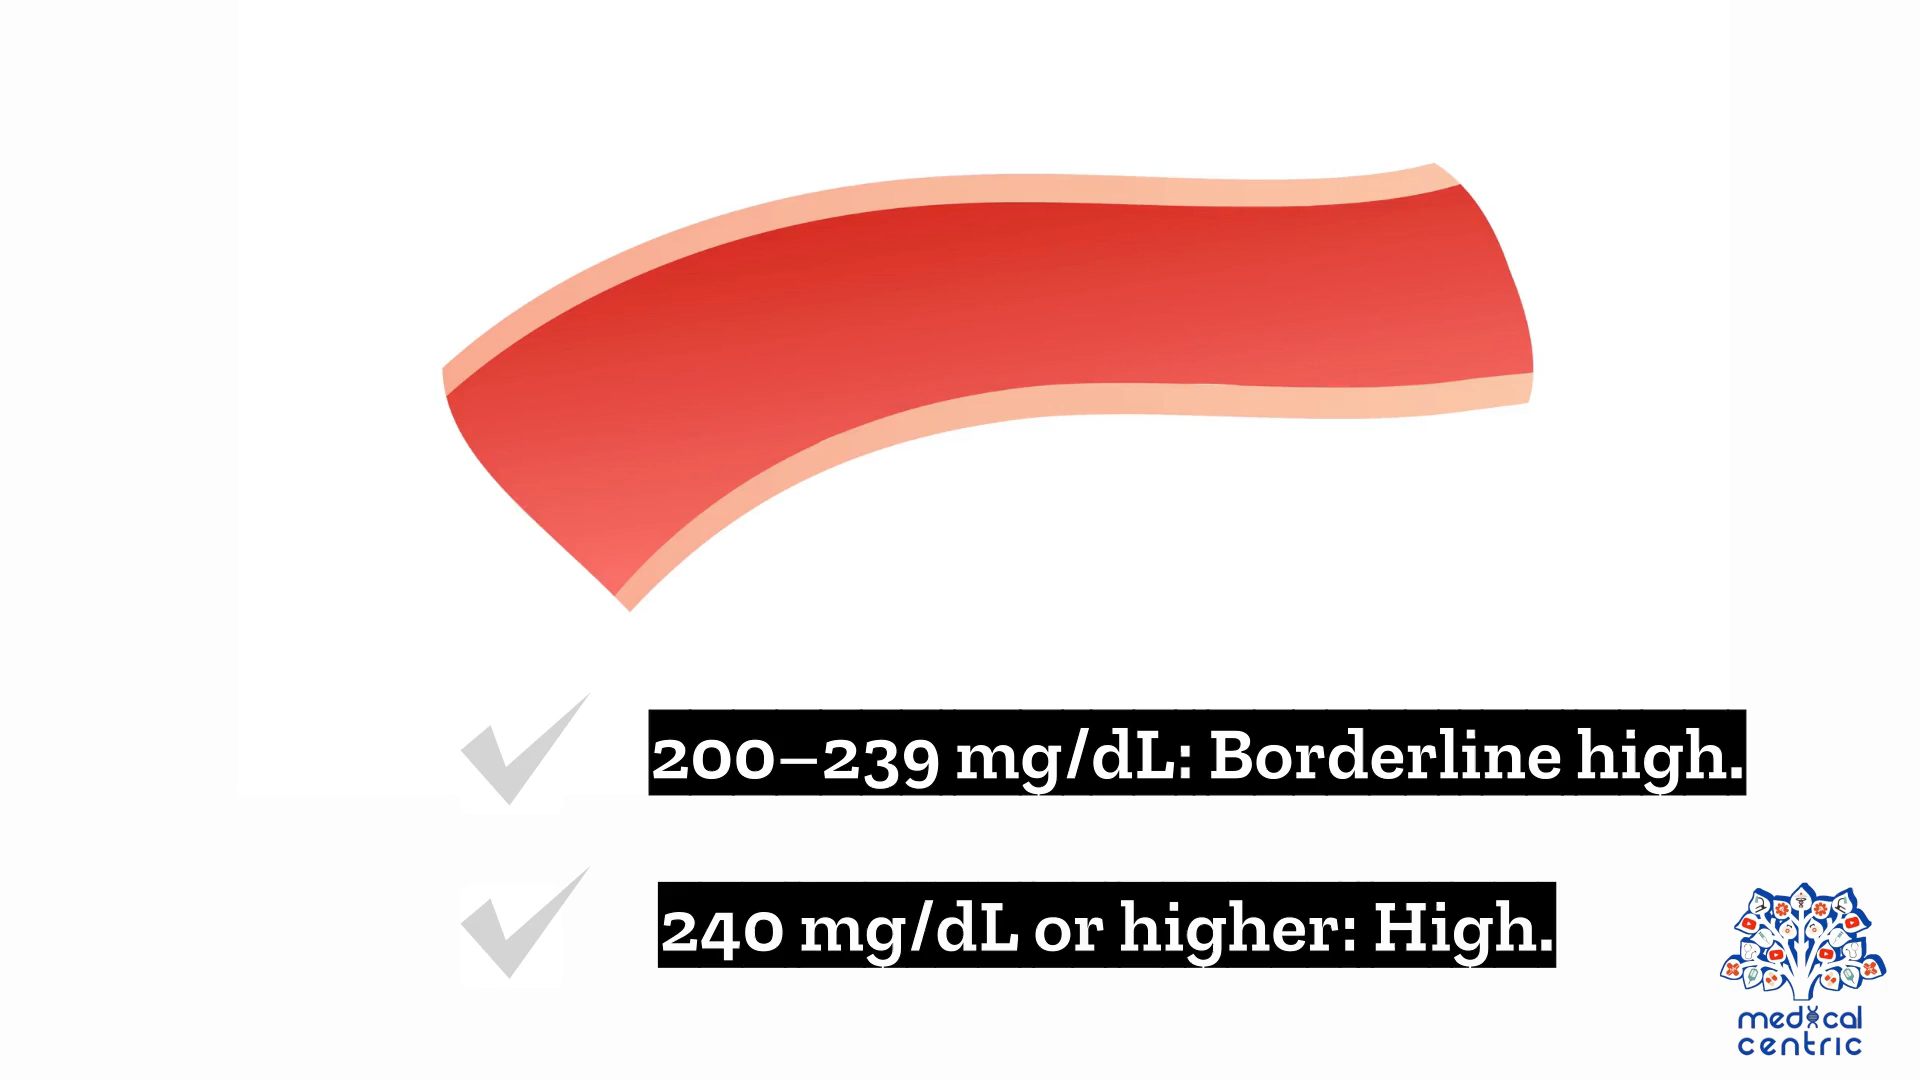 200–239 mg/dL: Borderline high.
240 mg/dL or higher: High.
medical
centric